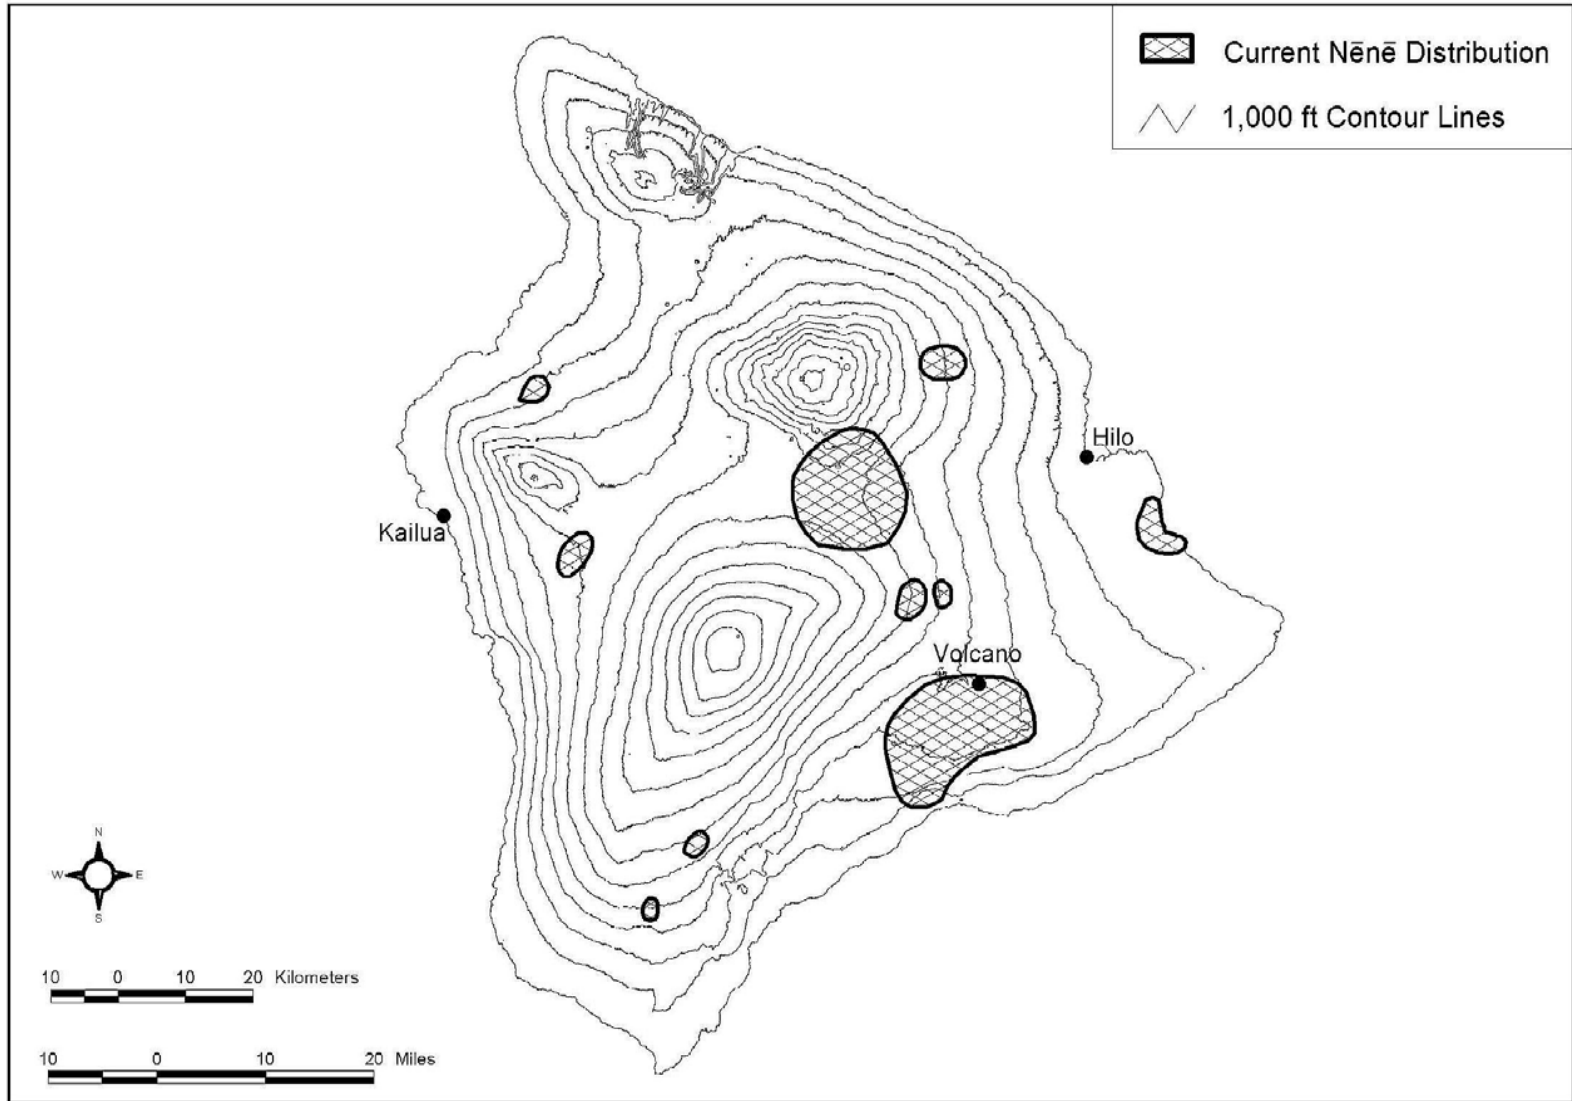 Current Nēnē Distribution
1,000 ft Contour Lines
Hilo
Kailua
Volcano
N
W E
S
10 0 10 20 Kilometers
10 0 10 20 Miles